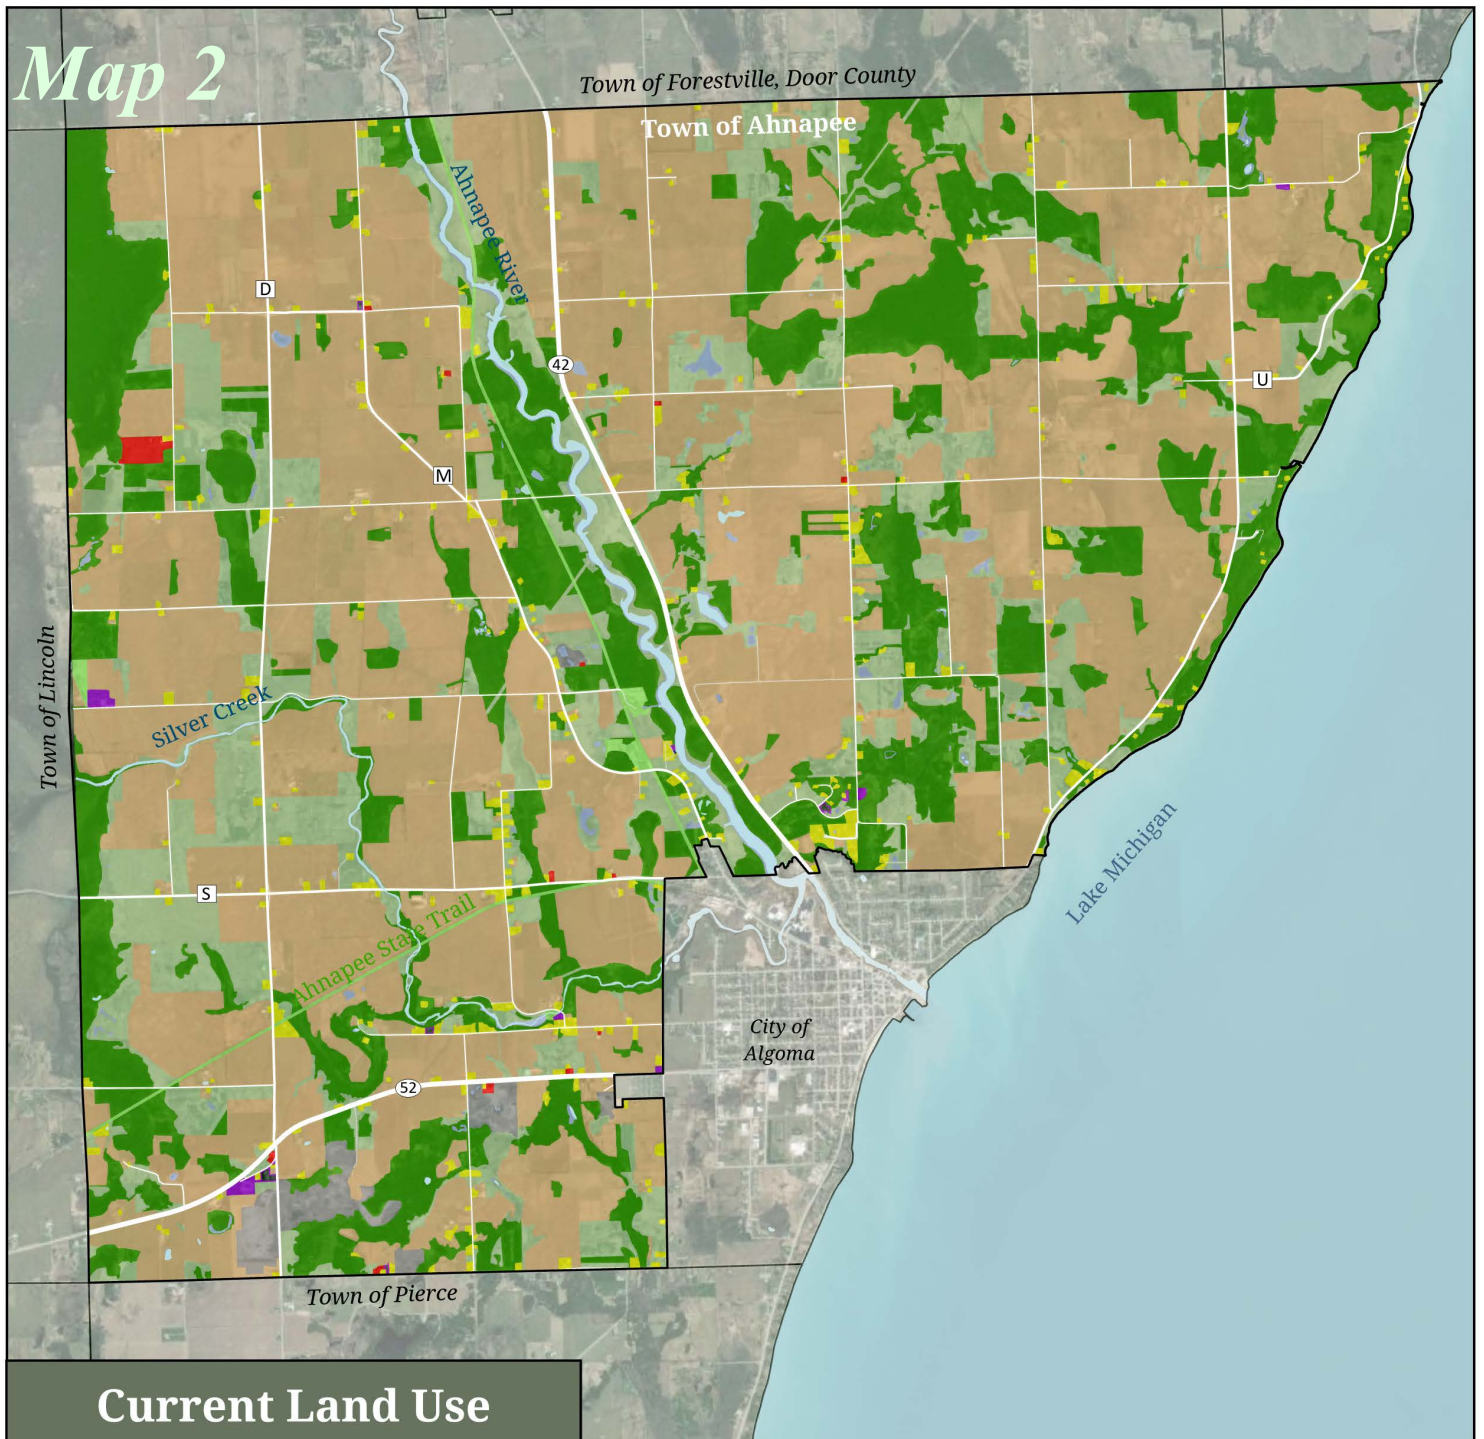 Map 2
Town of Forestville, Door County
Town of Ahnapee
Ahnapee River
D
42
U
M
Town of Lincoln
Silver Creek
Lake Michigan
S
Ahnapee State Trail
City of
Algoma
52
Town of Pierce
Current Land Use